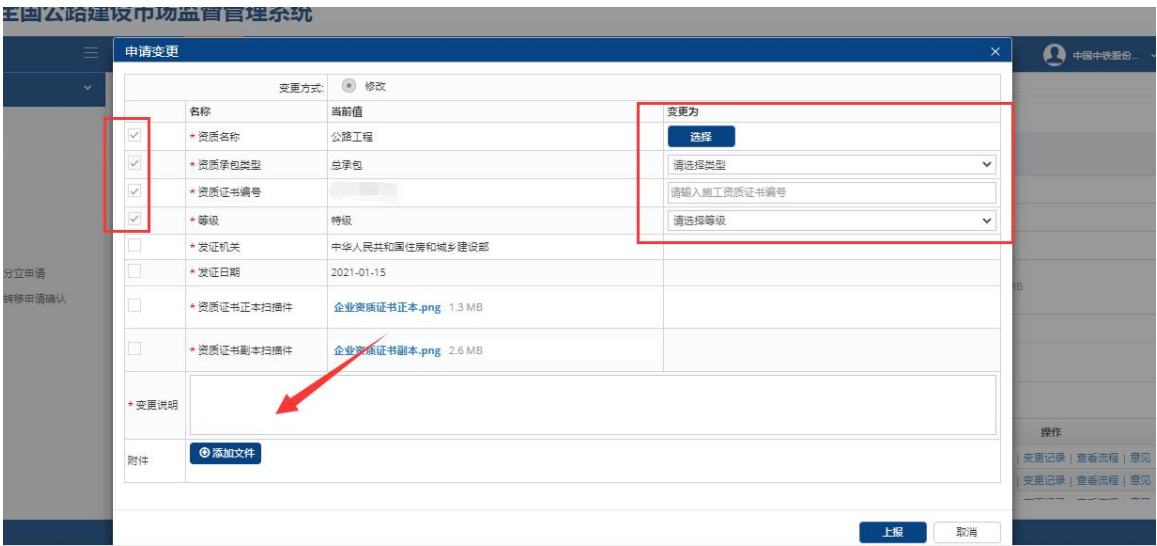 全国公路建设市场监督管理系统
申请变更
×
中国中铁股份...
变更方式: 修改
名称 当前值 变更为
* 资质名称 公路工程 选择
* 资质承包类型 总承包 请选择类型
* 资质证书编号 请输入施工资质证书编号
* 等级 特级 请选择等级
* 发证机关 中华人民共和国住房和城乡建设部
* 发证日期 2021-01-15
分立申请
转移申请确认
MB
* 资质证书正本扫描件 企业资质证书正本.png 1.3 MB
* 资质证书副本扫描件 企业资质证书副本.png 2.6 MB
* 变更说明
操作
附件 添加文件
| 变更记录 | 查看流程 | 意见
| 变更记录 | 查看流程 | 意见
上报 取消